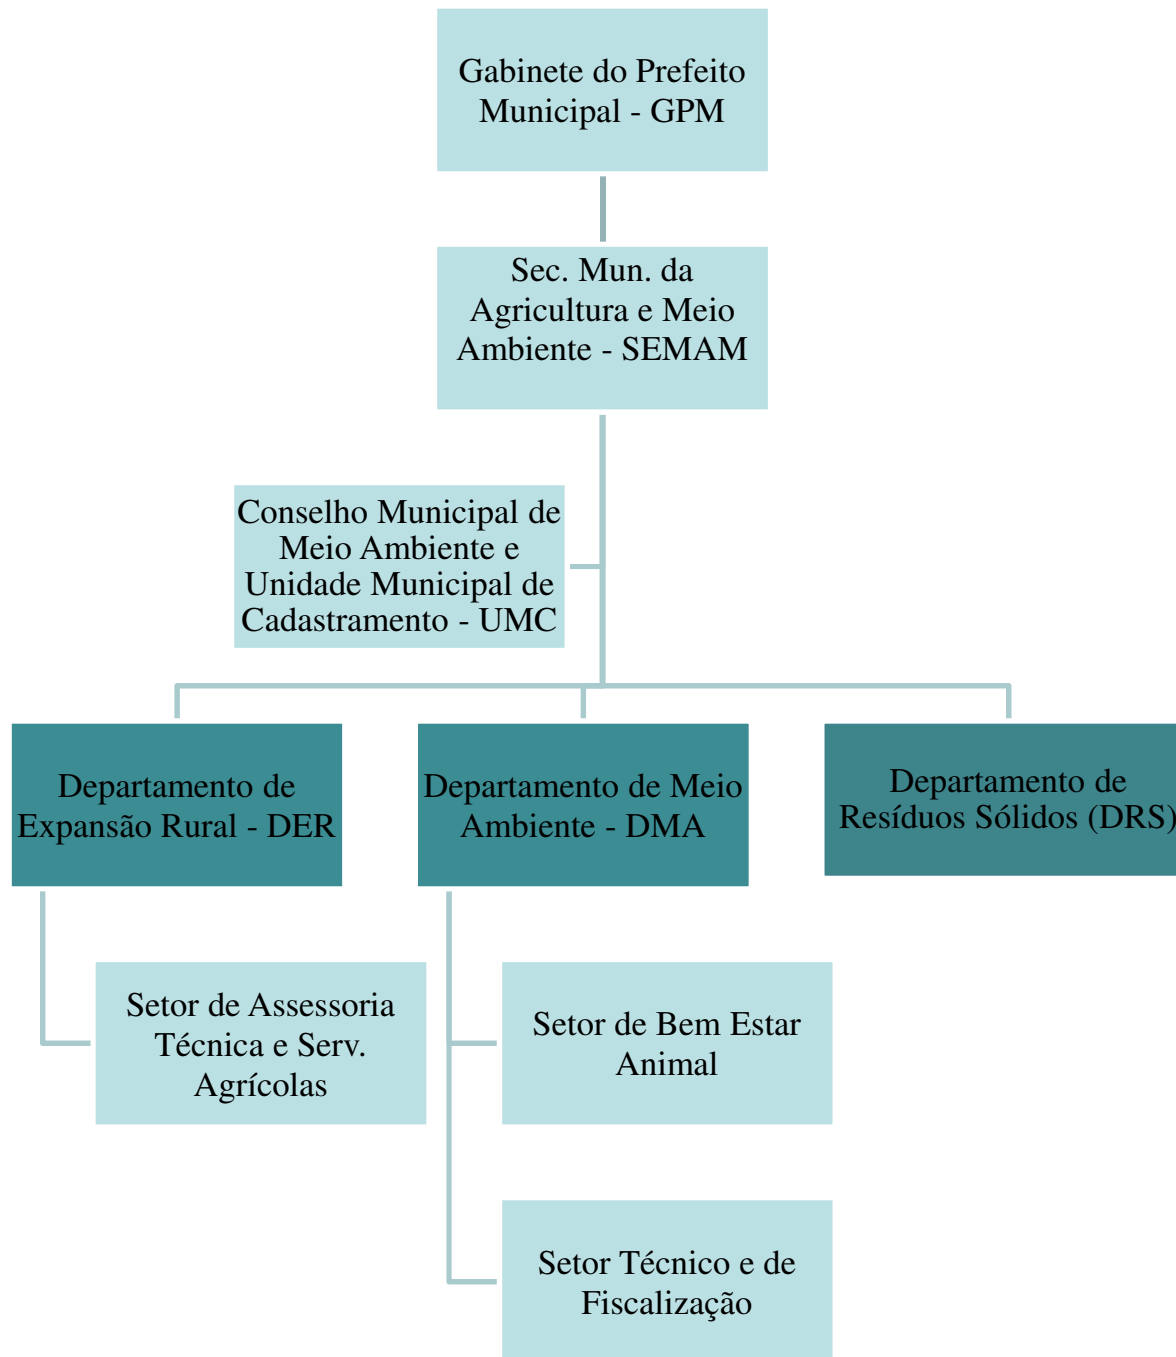 Gabinete do Prefeito
Municipal - GPM
Sec. Mun. da
Agricultura e Meio
Ambiente - SEMAM
Conselho Municipal de
Meio Ambiente e
Unidade Municipal de
Cadastramento - UMC
Departamento de
Expansão Rural - DER
Departamento de Meio
Ambiente - DMA
Departamento de
Resíduos Sólidos (DRS)
Setor de Assessoria
Técnica e Serv.
Agrícolas
Setor de Bem Estar
Animal
Setor Técnico e de
Fiscalização